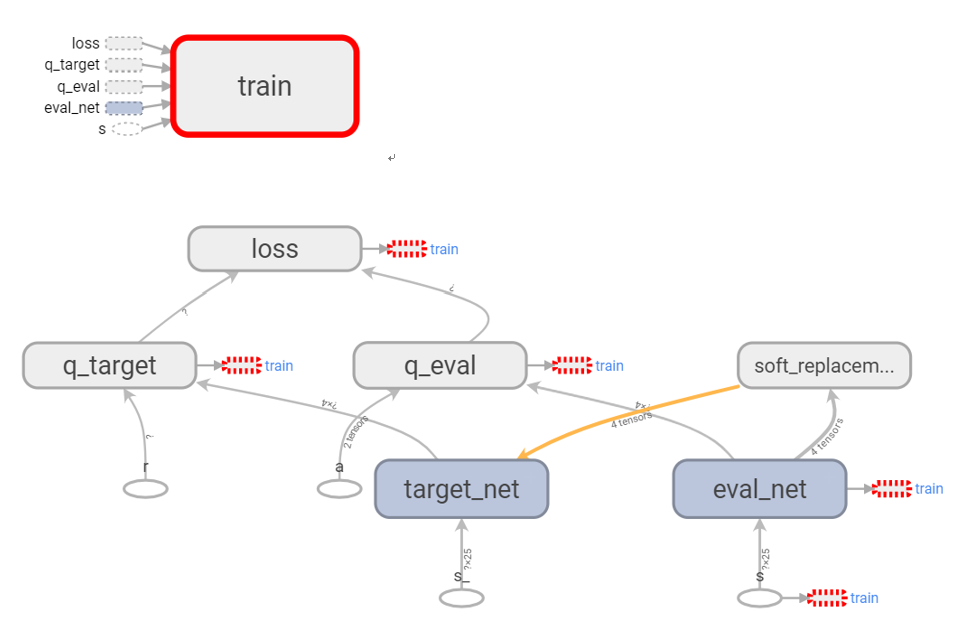 loss
q_target
q_eval
eval_net
s
train
↵
loss
train
?
?
q_target
train
q_eval
train
soft_replacem...
?×4
?×4
4 tensors
2 tensors
4 tensors
?
r
a
target_net
eval_net
train
?×25
?×25
s_
s
train